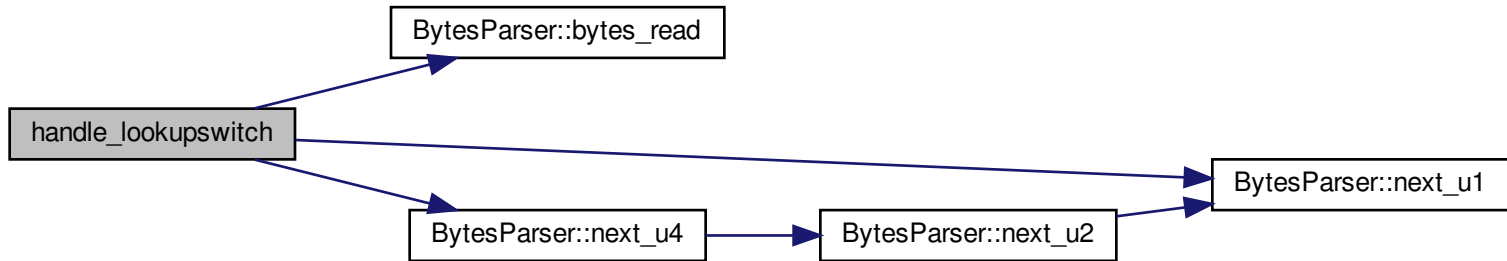 BytesParser::bytes_read
handle_lookupswitch
BytesParser::next_u1
BytesParser::next_u4
BytesParser::next_u2